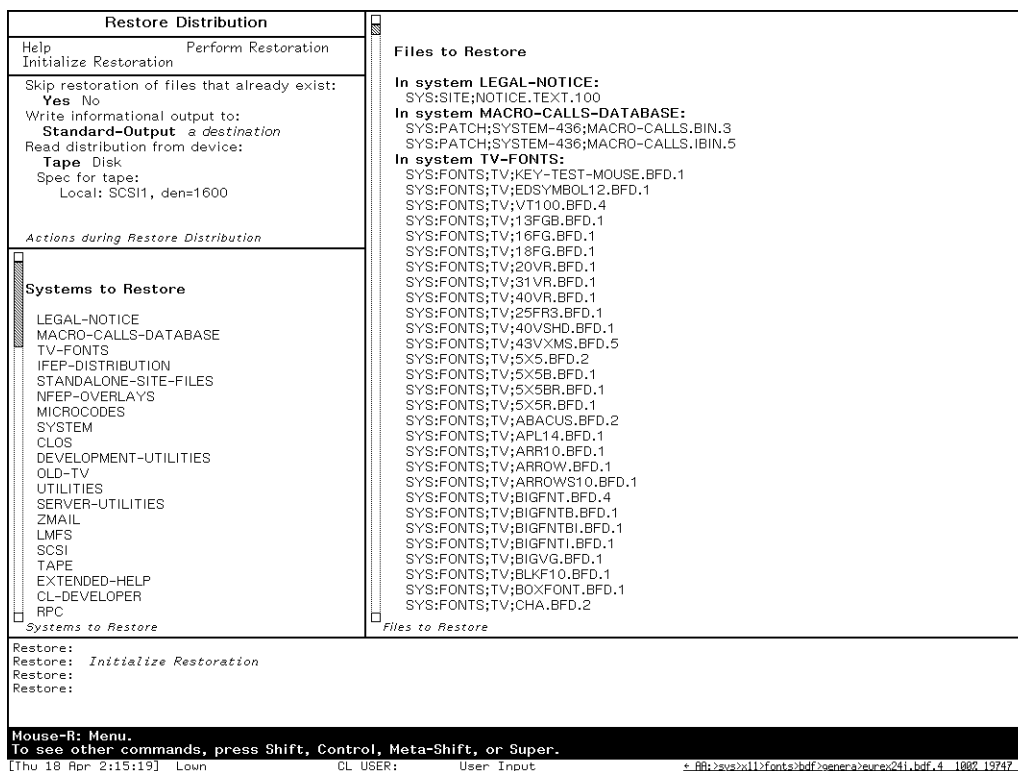 Restore Distribution
Help Perform Restoration
Initialize Restoration
Skip restoration of files that already exist:
Yes No
Write informational output to:
Standard-Output a destination
Read distribution from device:
Tape Disk
Spec for tape:
Local: SCSI1, den=1600
Actions during Restore Distribution
Systems to Restore
LEGAL-NOTICE
MACRO-CALLS-DATABASE
TV-FONTS
IFEP-DISTRIBUTION
STANDALONE-SITE-FILES
NFEP-OVERLAYS
MICROCODES
SYSTEM
CLOS
DEVELOPMENT-UTILITIES
OLD-TV
UTILITIES
SERVER-UTILITIES
ZMAIL
LMFS
SCSI
TAPE
EXTENDED-HELP
CL-DEVELOPER
RPC
Systems to Restore
Files to Restore
In system LEGAL-NOTICE:
SYS:SITE;NOTICE.TEXT.100
In system MACRO-CALLS-DATABASE:
SYS:PATCH;SYSTEM-436;MACRO-CALLS.BIN.3
SYS:PATCH;SYSTEM-436;MACRO-CALLS.IBIN.5
In system TV-FONTS:
SYS:FONTS;TV;KEY-TEST-MOUSE.BFD.1
SYS:FONTS;TV;EDSYMBOL12.BFD.1
SYS:FONTS;TV;VT100.BFD.4
SYS:FONTS;TV;13FGB.BFD.1
SYS:FONTS;TV;16FG.BFD.1
SYS:FONTS;TV;18FG.BFD.1
SYS:FONTS;TV;20VR.BFD.1
SYS:FONTS;TV;31VR.BFD.1
SYS:FONTS;TV;40VR.BFD.1
SYS:FONTS;TV;25FR3.BFD.1
SYS:FONTS;TV;40VSHD.BFD.1
SYS:FONTS;TV;43VXMS.BFD.5
SYS:FONTS;TV;5X5.BFD.2
SYS:FONTS;TV;5X5B.BFD.1
SYS:FONTS;TV;5X5BR.BFD.1
SYS:FONTS;TV;5X5R.BFD.1
SYS:FONTS;TV;ABACUS.BFD.2
SYS:FONTS;TV;APL14.BFD.1
SYS:FONTS;TV;ARR10.BFD.1
SYS:FONTS;TV;ARROW.BFD.1
SYS:FONTS;TV;ARROWS10.BFD.1
SYS:FONTS;TV;BIGFNT.BFD.4
SYS:FONTS;TV;BIGFNTB.BFD.1
SYS:FONTS;TV;BIGFNTBI.BFD.1
SYS:FONTS;TV;BIGFNTI.BFD.1
SYS:FONTS;TV;BIGVG.BFD.1
SYS:FONTS;TV;BLKF10.BFD.1
SYS:FONTS;TV;BOXFONT.BFD.1
SYS:FONTS;TV;CHA.BFD.2
Files to Restore
Restore:
Restore: Initialize Restoration
Restore:
Restore:
Mouse-R: Menu.
To see other commands, press Shift, Control, Meta-Shift, or Super.
[Thu 18 Apr 2:15:19] Lown CL USER: User Input ← AA:>sys>x11>fonts>bdf>genera>eurex24i.bdf.4 100% 19747